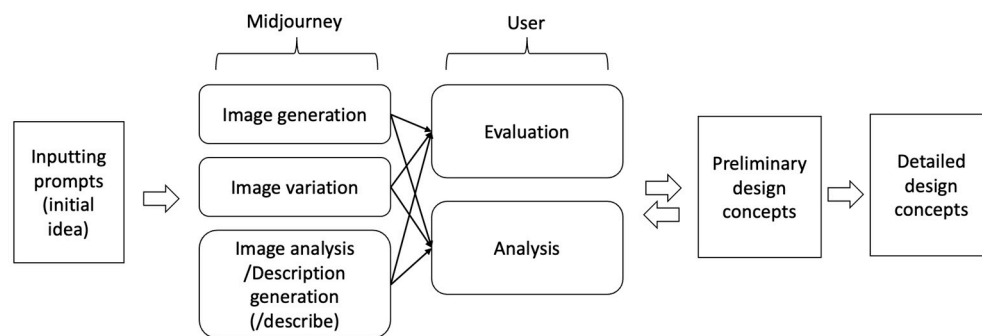 Midjourney
User
Inputting
prompts
(initial
idea)
Image generation
Image variation
Image analysis
/Description
generation
(/describe)
Evaluation
Analysis
Preliminary
design
concepts
Detailed
design
concepts